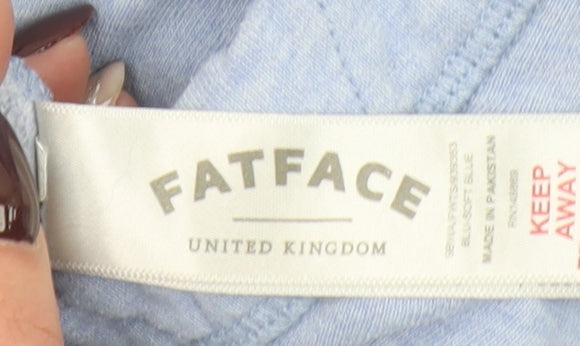 FATFACE
UNITED KINGDOM
BLU-SOFT BLUE
MADE IN PAKISTAN
KEEP
AWAY